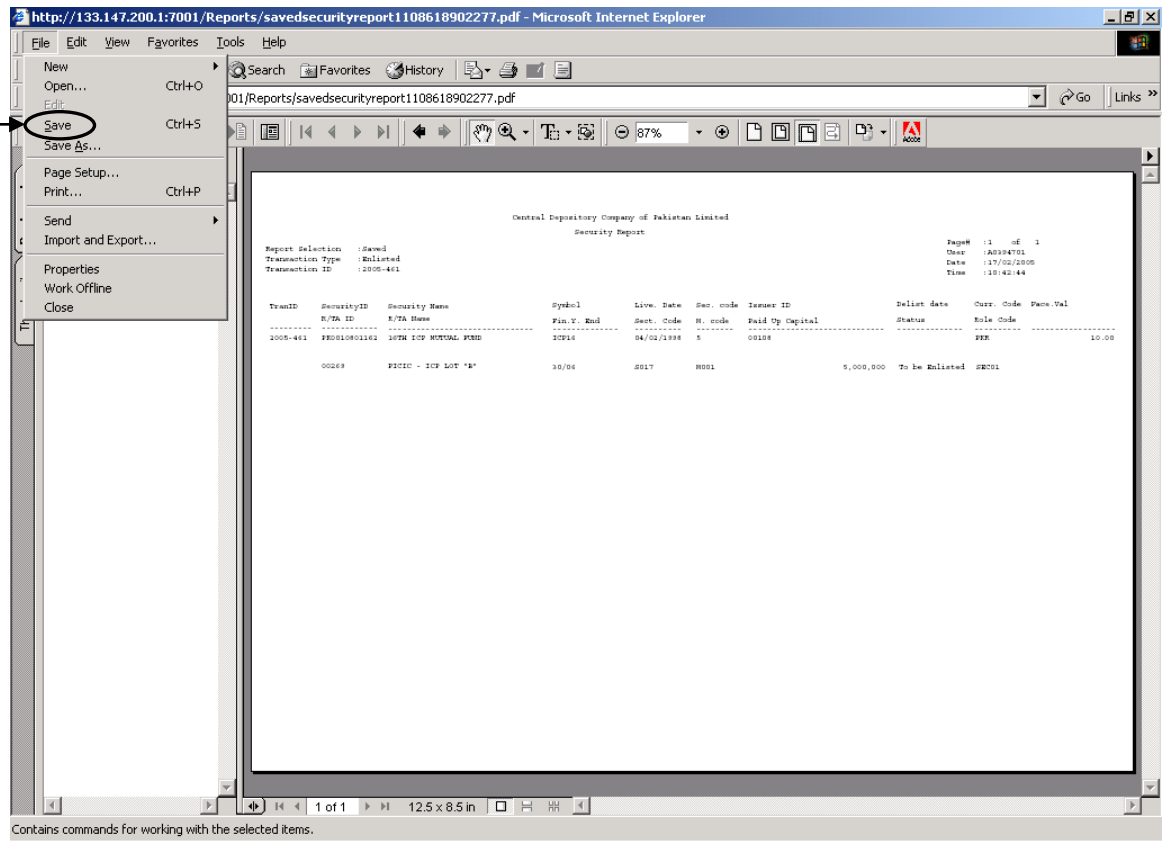 http://133.147.200.1:7001/Reports/savedsecurityreport1108618902277.pdf - Microsoft Internet Explorer
File Edit View Favorites Tools Help
Search Favorites History
001/Reports/savedsecurityreport1108618902277.pdf Go Links »
New
Open... Ctrl+O
Edit
Save Ctrl+S
Save As...
Page Setup...
Print... Ctrl+P
Send
Import and Export...
Properties
Work Offline
Close
87%
Adobe
Central Depository Company of Pakistan Limited
Security Report
Report Selection :Saved
Transaction Type :Enlisted
Transaction ID :2005-461
Page# :1 of 1
User :A0394701
Date :17/02/2005
Time :10:42:44
TranID SecurityID Security Name Symbol Live. Date Sec. code Issuer ID Delist date Curr. Code Face.Val
R/TA ID R/TA Name Fin.Y. End Sect. Code M. code Paid Up Capital Status Role Code
2005-461 PK0010801162 16TH ICP MUTUAL FUND ICP16 04/02/1998 5 00108 PKR 10.00
00269 PICIC - ICP LOT "B" 30/06 S017 M001 5,000,000 To be Enlisted SEC01
1 of 1 12.5 x 8.5 in
Contains commands for working with the selected items.